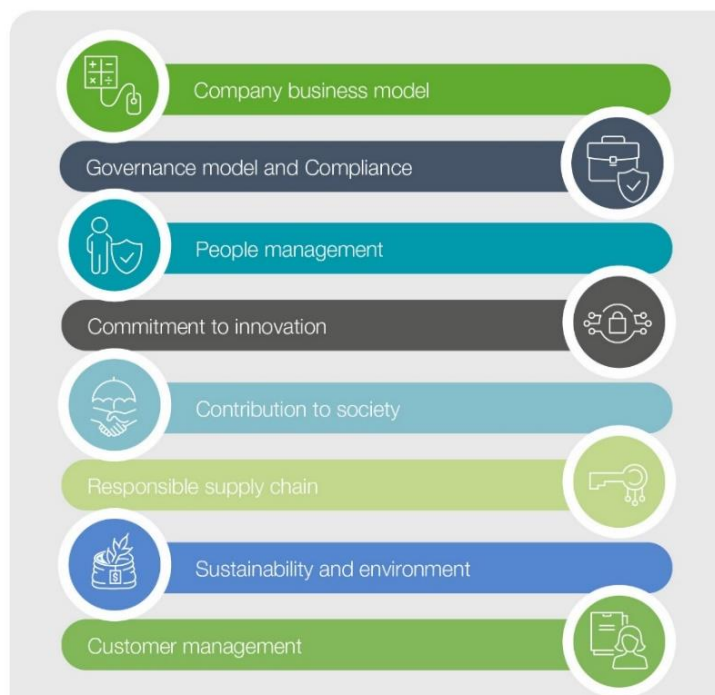 Company business model
Governance model and Compliance
People management
Commitment to innovation
Contribution to society
Responsible supply chain
Sustainability and environment
Customer management